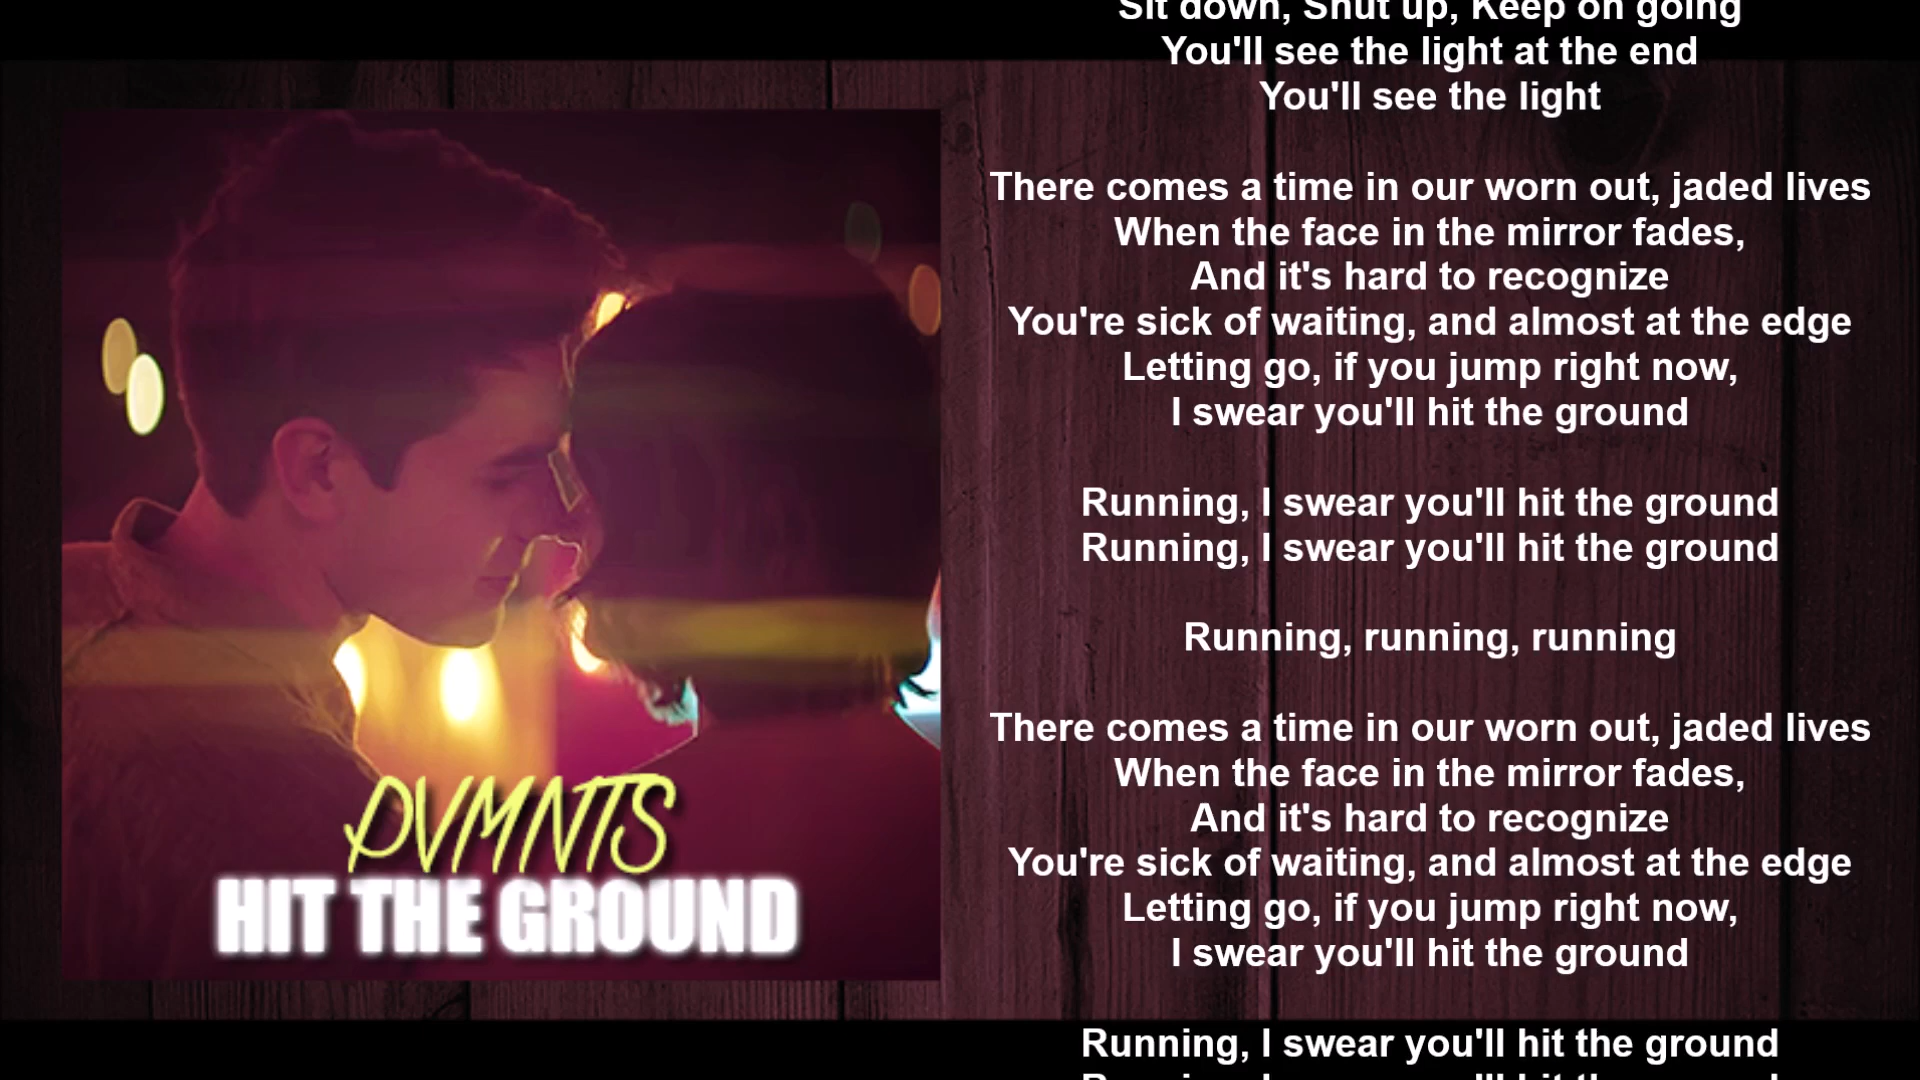 Sit down, Shut up, Keep on going
You'll see the light at the end
You'll see the light
There comes a time in our worn out, jaded lives
When the face in the mirror fades,
And it's hard to recognize
You're sick of waiting, and almost at the edge
Letting go, if you jump right now,
I swear you'll hit the ground
Running, I swear you'll hit the ground
Running, I swear you'll hit the ground
Running, running, running
There comes a time in our worn out, jaded lives
When the face in the mirror fades,
And it's hard to recognize
You're sick of waiting, and almost at the edge
Letting go, if you jump right now,
I swear you'll hit the ground
Running, I swear you'll hit the ground
PVMNTS
HIT THE GROUND